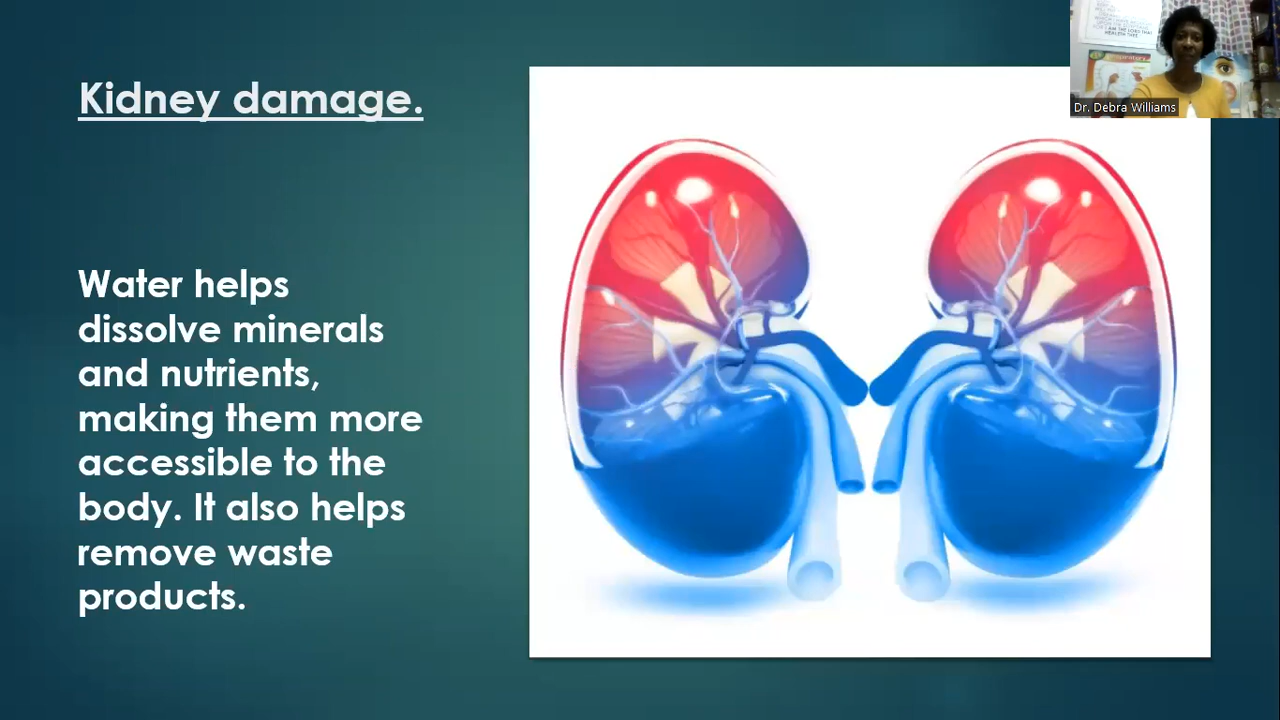 Kidney damage.
Water helps
dissolve minerals
and nutrients,
making them more
accessible to the
body. It also helps
remove waste
products.
Dr. Debra Williams